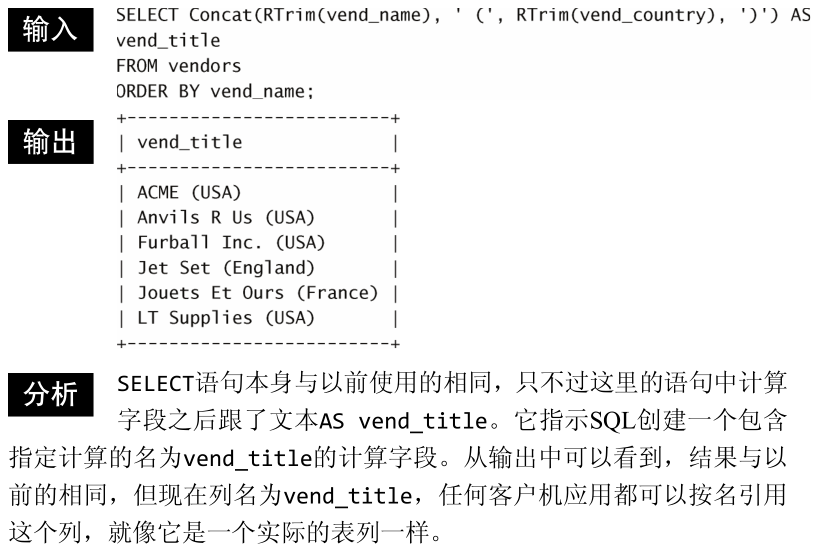 输入
SELECT Concat(RTrim(vend_name), ' (', RTrim(vend_country), ')') AS
vend_title
FROM vendors
ORDER BY vend_name;
输出
+-------------------------+
| vend_title              |
+-------------------------+
| ACME (USA)              |
| Anvils R Us (USA)       |
| Furball Inc. (USA)      |
| Jet Set (England)       |
| Jouets Et Ours (France) |
| LT Supplies (USA)       |
+-------------------------+
分析
SELECT语句本身与以前使用的相同，只不过这里的语句中计算
字段之后跟了文本AS vend_title。它指示SQL创建一个包含
指定计算的名为vend_title的计算字段。从输出中可以看到，结果与以
前的相同，但现在列名为vend_title，任何客户机应用都可以按名引用
这个列，就像它是一个实际的表列一样。